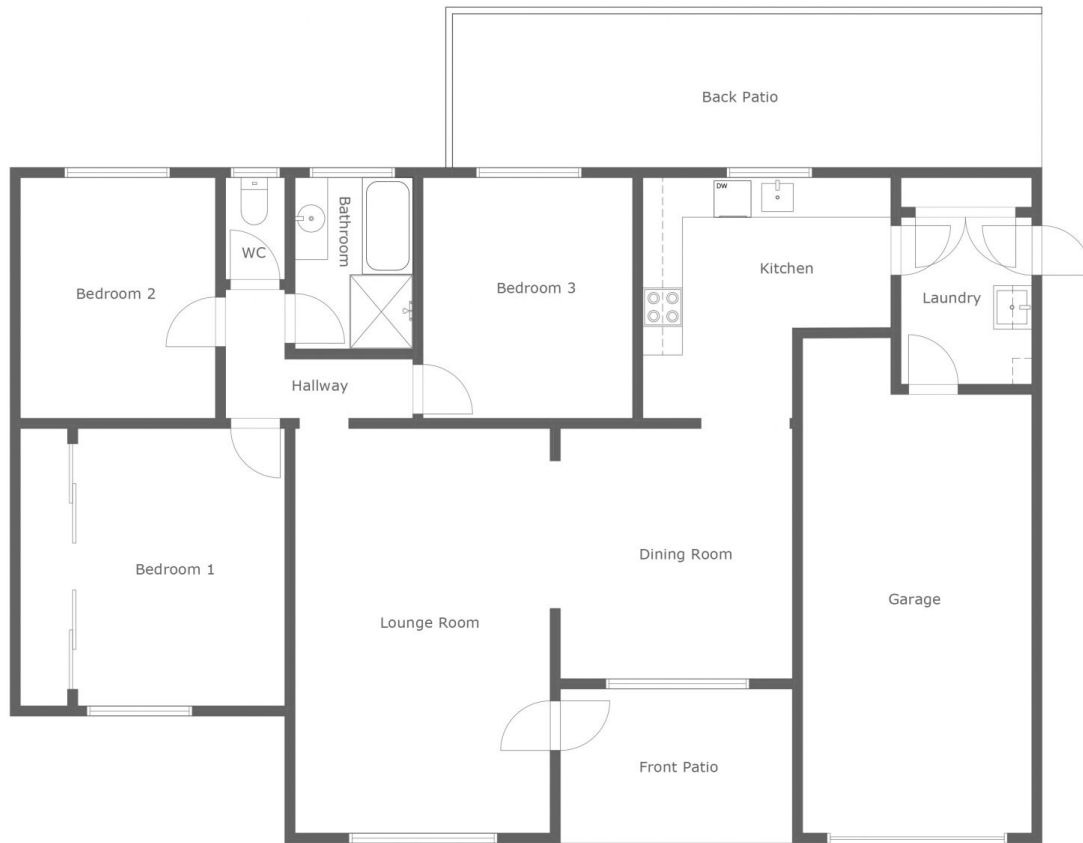 Back Patio
Bathroom
DW
WC
Kitchen
Bedroom 2
Bedroom 3
Laundry
Hallway
Bedroom 1
Dining Room
Garage
Lounge Room
Front Patio